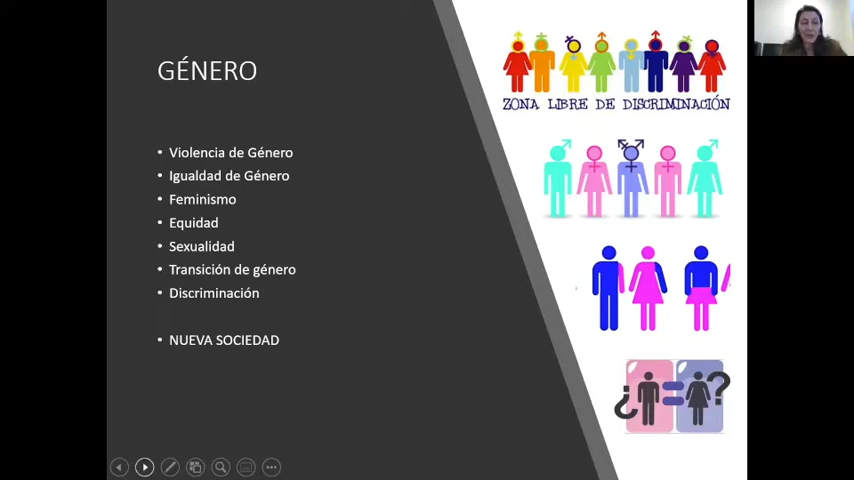 GÉNERO
ZONA LIBRE DE DISCRIMINACIÓN
• Violencia de Género
• Igualdad de Género
• Feminismo
• Equidad
• Sexualidad
• Transición de género
• Discriminación
• NUEVA SOCIEDAD
¿ = ?